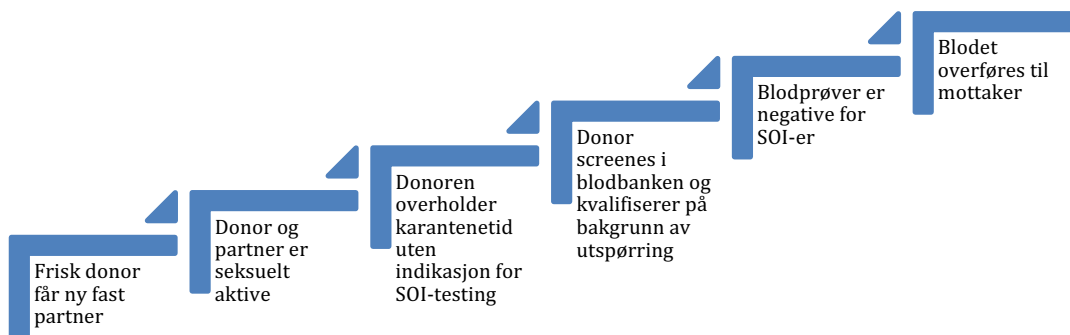 Frisk donor
får ny fast
partner
Donor og
partner er
seksuelt
aktive
Donoren
overholder
karantenetid
uten
indikasjon for
SOI-testing
Donor
screenes i
blodbanken og
kvalifiserer på
bakgrunn av
utspørring
Blodprøver er
negative for
SOI-er
Blodet
overføres til
mottaker